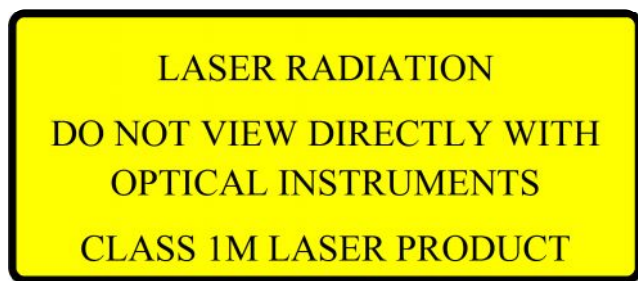 LASER RADIATION
DO NOT VIEW DIRECTLY WITH
OPTICAL INSTRUMENTS
CLASS 1M LASER PRODUCT